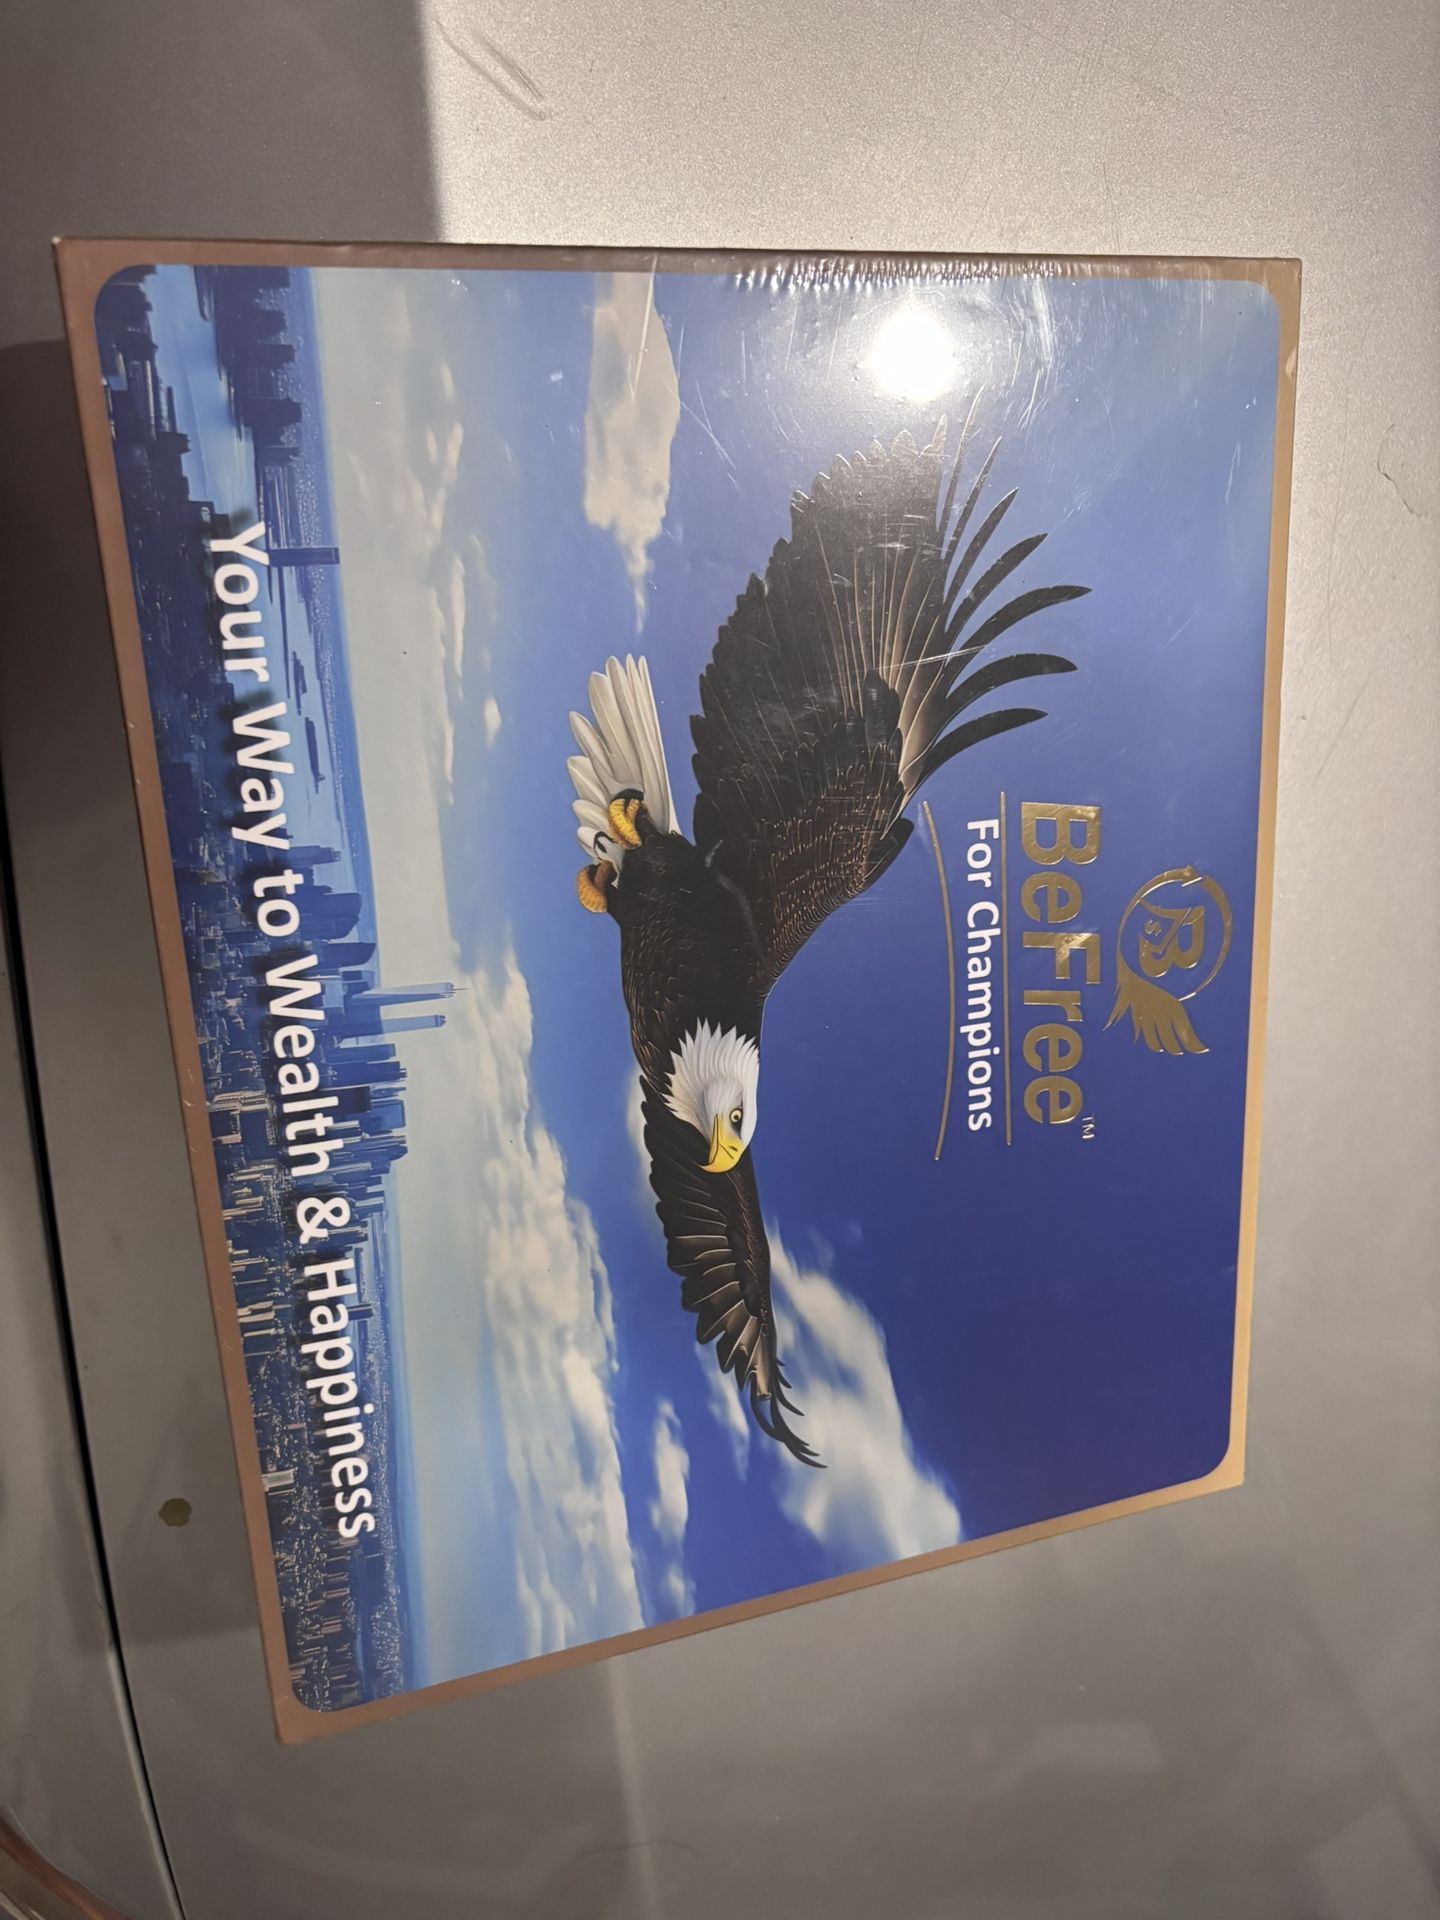 BeFree™
For Champions
Your Way to Wealth & Happiness